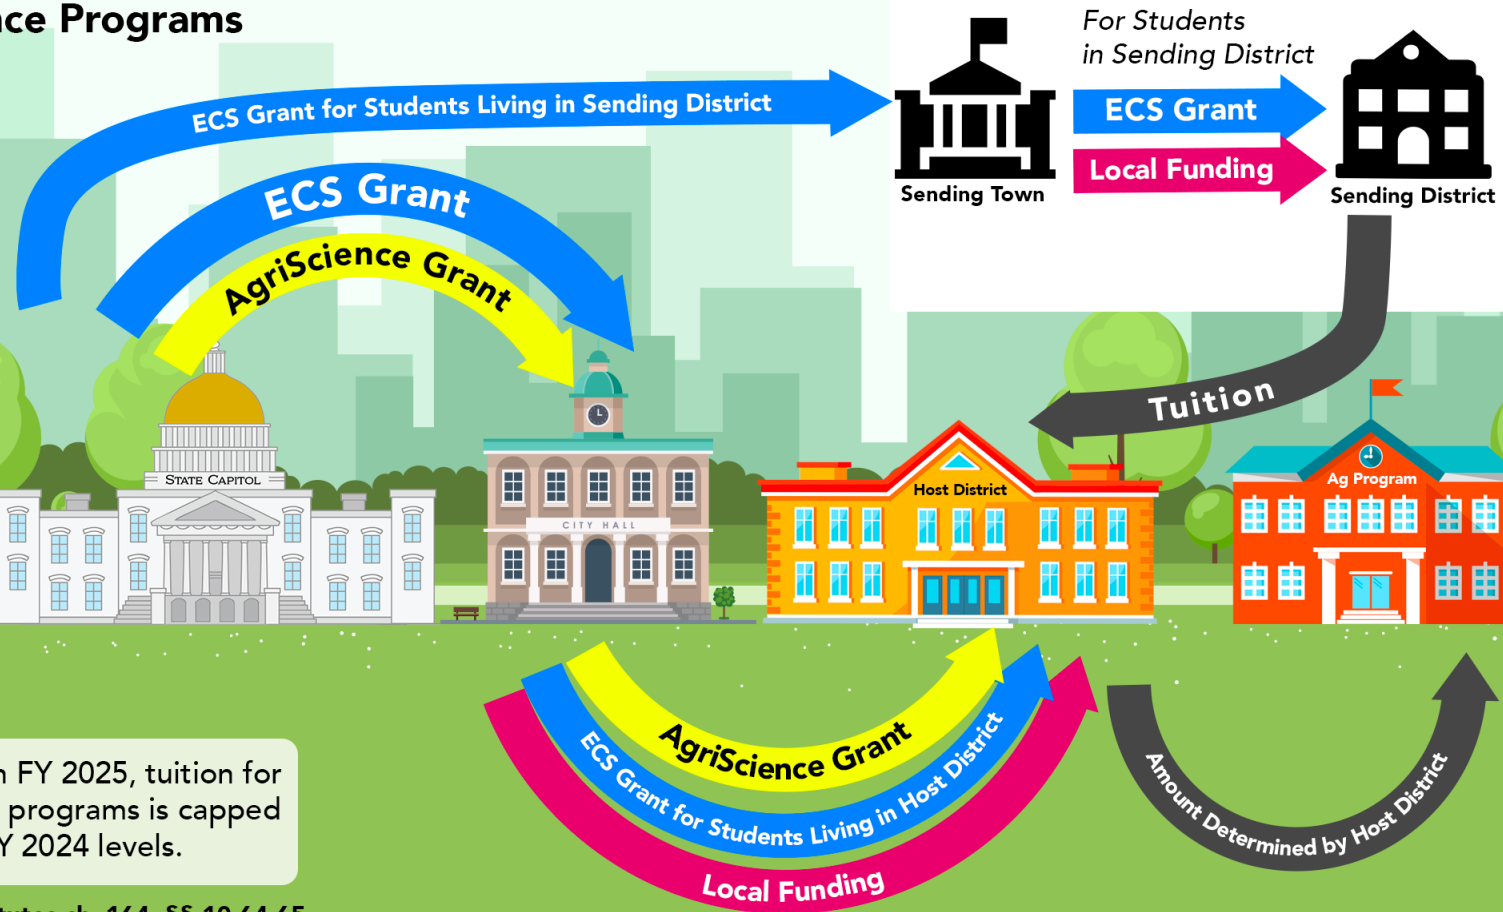 Programs
For Students
in Sending District
ECS Grant for Students Living in Sending District
ECS Grant
Local Funding
Sending Town
Sending District
ECS Grant
AgriScience Grant
Tuition
STATE CAPITOL
CITY HALL
Host District
Ag Program
AgriScience Grant
ECS Grant for Students Living in Host District
Local Funding
Amount Determined by Host District
FY 2025, tuition for
programs is capped
2024 levels.